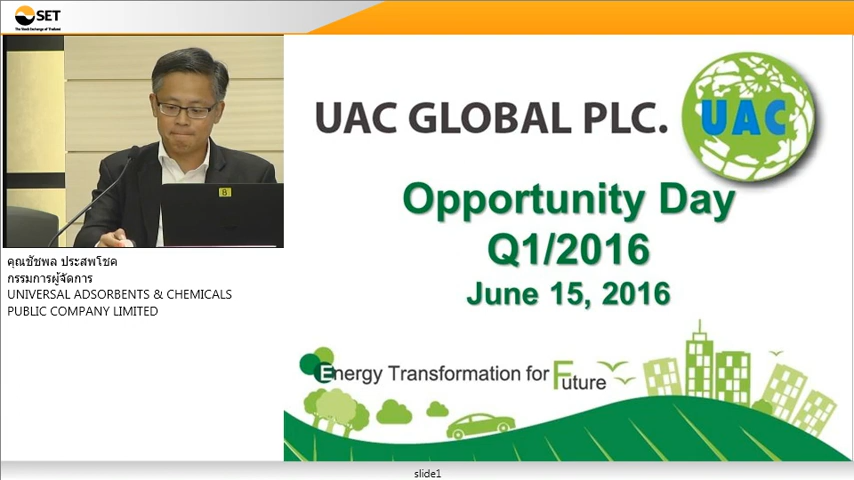 SET
The Stock Exchange of Thailand
B
คุณชัชพล ประสพโชค
กรรมการผู้จัดการ
UNIVERSAL ADSORBENTS & CHEMICALS
PUBLIC COMPANY LIMITED
UAC GLOBAL PLC.
UAC
Opportunity Day
Q1/2016
June 15, 2016
Energy Transformation for Future
slide1